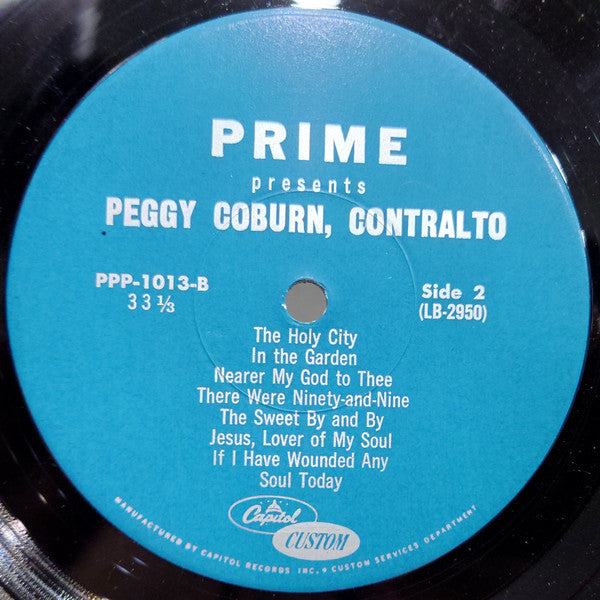 PRIME
presents
PEGGY COBURN, CONTRALTO
PPP-1013-B
33 ⅓
Side 2
(LB-2950)
The Holy City
In the Garden
Nearer My God to Thee
There Were Ninety-and-Nine
The Sweet By and By
Jesus, Lover of My Soul
If I Have Wounded Any
Soul Today
Capitol
CUSTOM
MANUFACTURED BY CAPITOL RECORDS INC. • CUSTOM SERVICES DEPARTMENT